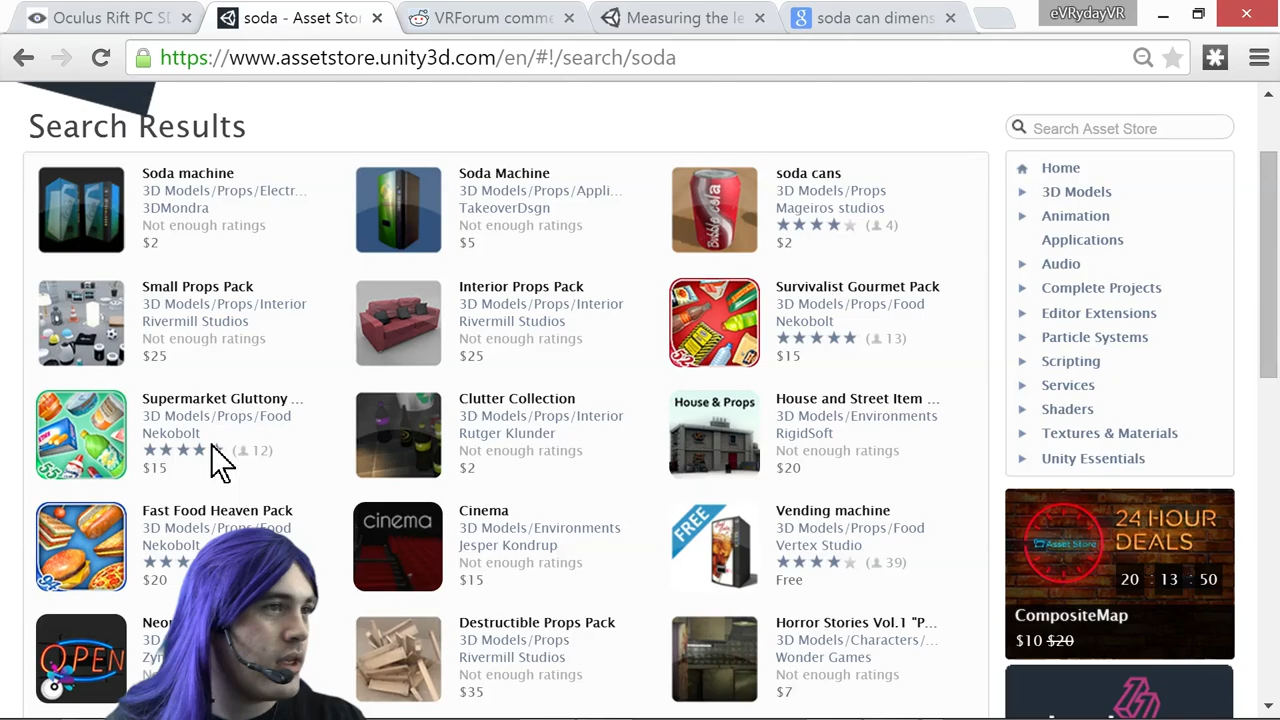 Oculus Rift PC SD
soda - Asset Stor
VRForum comme
Measuring the le
soda can dimens
eVRydayVR
https://www.assetstore.unity3d.com/en/#!/search/soda
Search Results
Search Asset Store
Soda machine
3D Models/Props/Electr...
3DMondra
Not enough ratings
$2
Soda Machine
3D Models/Props/Appli...
TakeoverDsgn
Not enough ratings
$5
Bubble cola
soda cans
3D Models/Props
Mageiros studios
(4)
$2
Small Props Pack
3D Models/Props/Interior
Rivermill Studios
Not enough ratings
$25
Interior Props Pack
3D Models/Props/Interior
Rivermill Studios
Not enough ratings
$25
52
Survivalist Gourmet Pack
3D Models/Props/Food
Nekobolt
(13)
$15
55
Supermarket Gluttony ...
3D Models/Props/Food
Nekobolt
(12)
$15
Clutter Collection
3D Models/Props/Interior
Rutger Klunder
Not enough ratings
$2
House & Props
House and Street Item ...
3D Models/Environments
RigidSoft
Not enough ratings
$20
94
Fast Food Heaven Pack
3D Models/Props/Food
Nekobolt
$20
cinema
Cinema
3D Models/Environments
Jesper Kondrup
Not enough ratings
$15
FREE
Vending machine
3D Models/Props/Food
Vertex Studio
(39)
Free
OPEN
Destructible Props Pack
3D Models/Props
Rivermill Studios
Not enough ratings
$35
Horror Stories Vol.1 "P...
3D Models/Characters/...
Wonder Games
Not enough ratings
$7
Home
3D Models
Animation
Applications
Audio
Complete Projects
Editor Extensions
Particle Systems
Scripting
Services
Shaders
Textures & Materials
Unity Essentials
Asset Store
24 HOUR
DEALS
20 : 13 : 50
CompositeMap
$10 $20